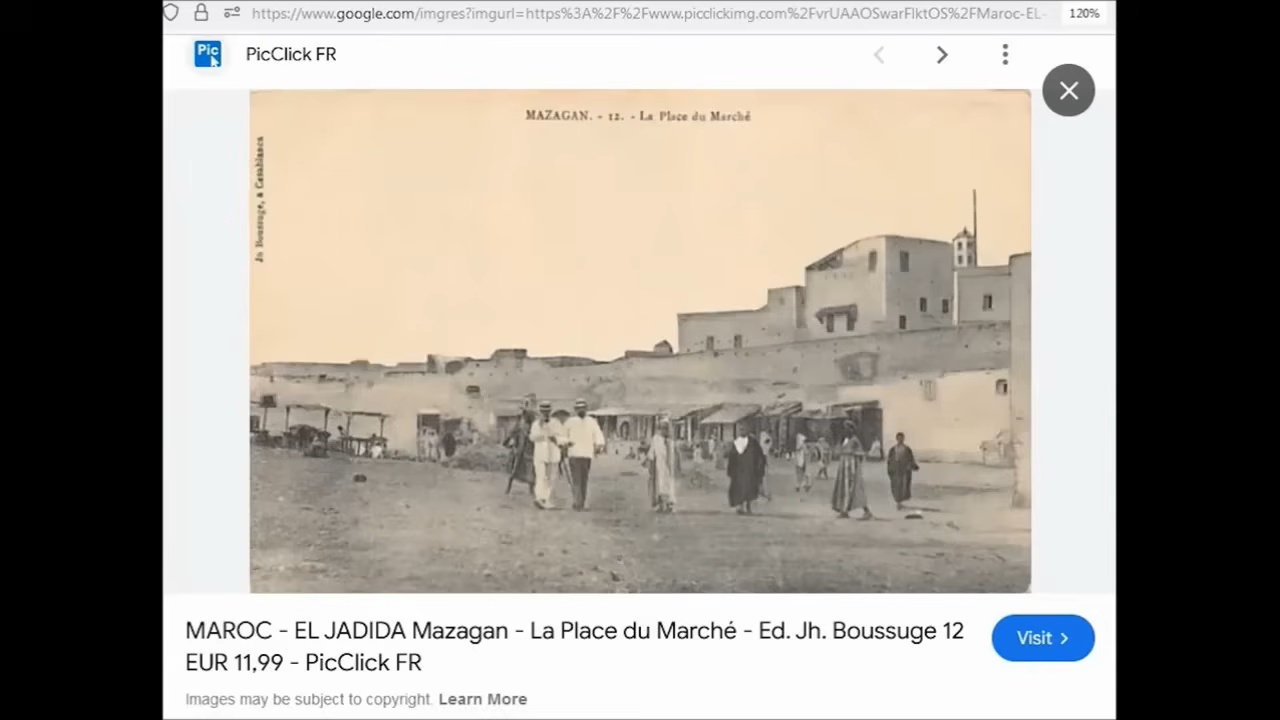 https://www.google.com/imgres?imgurl=https%3A%2F%2Fwww.picclickimg.com%2FvrUAAOSwarFlktOS%2FMaroc-EL-
120%
Pic
PicClick FR
MAZAGAN. - 12. - La Place du Marché
Jh Boussuge, à Casablanca
MAROC - EL JADIDA Mazagan - La Place du Marché - Ed. Jh. Boussuge 12
EUR 11,99 - PicClick FR
Visit
Images may be subject to copyright. Learn More